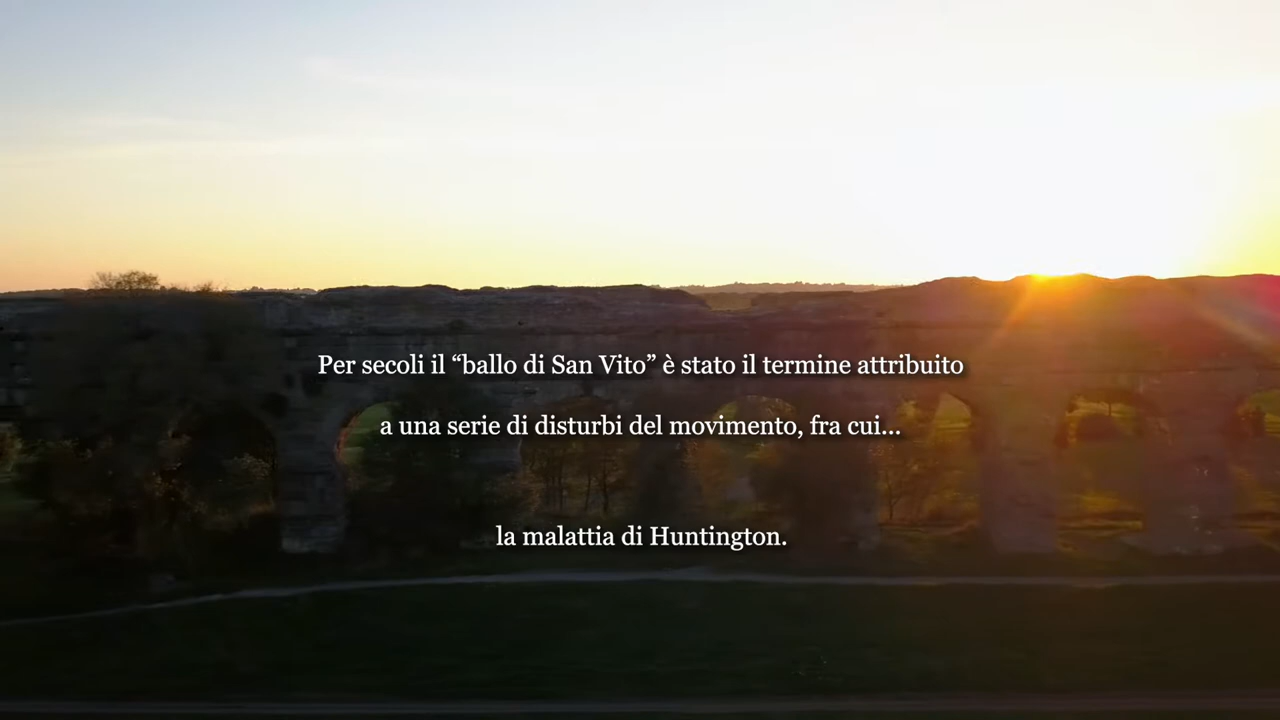 Per secoli il “ballo di San Vito” è stato il termine attribuito
a una serie di disturbi del movimento, fra cui...
la malattia di Huntington.